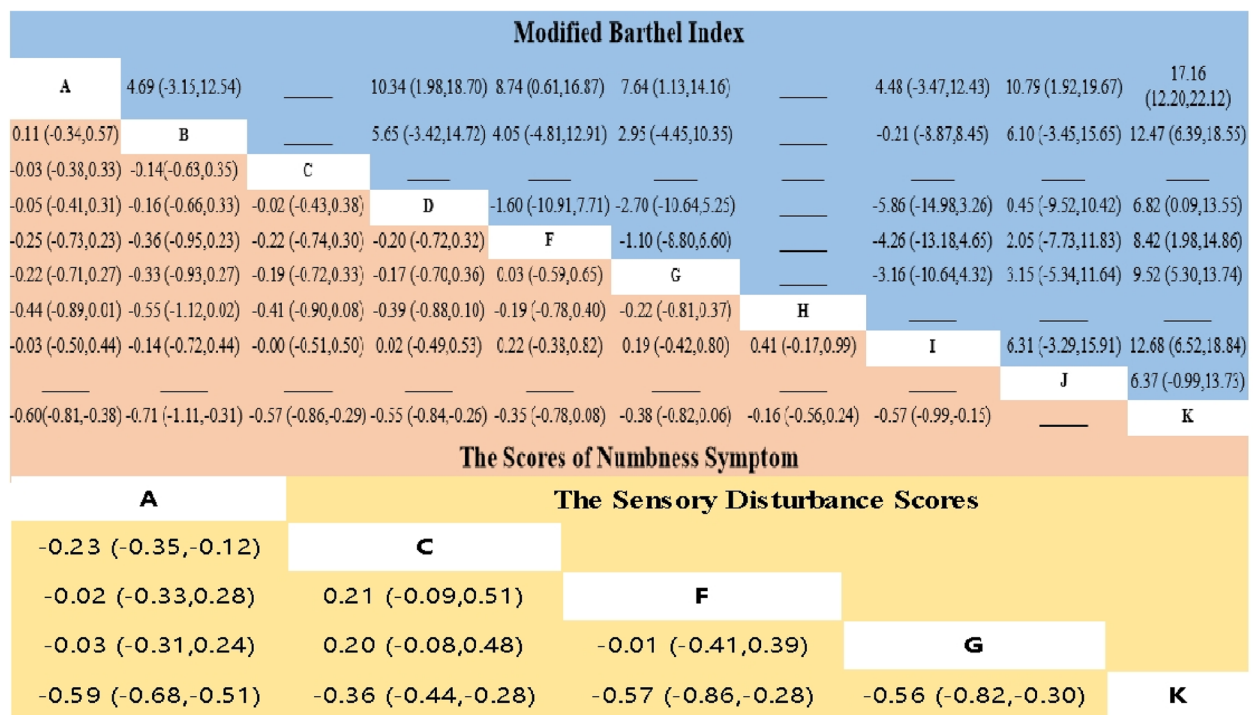 Modified Barthel Index
A 4.69 (-3.15,12.54) _____ 10.34 (1.98,18.70) 8.74 (0.61,16.87) 7.64 (1.13,14.16) _____ 4.48 (-3.47,12.43) 10.79 (1.92,19.67) 17.16 (12.20,22.12)
0.11 (-0.34,0.57) B _____ 5.65 (-3.42,14.72) 4.05 (-4.81,12.91) 2.95 (-4.45,10.35) -0.21 (-8.87,8.45) 6.10 (-3.45,15.65) 12.47 (6.39,18.55)
-0.03 (-0.38,0.33) -0.14(-0.63,0.35) C _____ _____ _____ _____ _____ _____ _____
-0.05 (-0.41,0.31) -0.16 (-0.66,0.33) -0.02 (-0.43,0.38) D -1.60 (-10.91,7.71) -2.70 (-10.64,5.25) _____ -5.86 (-14.98,3.26) 0.45 (-9.52,10.42) 6.82 (0.09,13.55)
-0.25 (-0.73,0.23) -0.36 (-0.95,0.23) -0.22 (-0.74,0.30) -0.20 (-0.72,0.32) F -1.10 (-8.80,6.60) _____ -4.26 (-13.18,4.65) 2.05 (-7.73,11.83) 8.42 (1.98,14.86)
-0.22 (-0.71,0.27) -0.33 (-0.93,0.27) -0.19 (-0.72,0.33) -0.17 (-0.70,0.36) 0.03 (-0.59,0.65) G _____ -3.16 (-10.64,4.32) 3.15 (-5.34,11.64) 9.52 (5.30,13.74)
-0.44 (-0.89,0.01) -0.55 (-1.12,0.02) -0.41 (-0.90,0.08) -0.39 (-0.88,0.10) -0.19 (-0.78,0.40) -0.22 (-0.81,0.37) H _____ _____ _____
-0.03 (-0.50,0.44) -0.14 (-0.72,0.44) -0.00 (-0.51,0.50) 0.02 (-0.49,0.53) 0.22 (-0.38,0.82) 0.19 (-0.42,0.80) 0.41 (-0.17,0.99) I 6.31 (-3.29,15.91) 12.68 (6.52,18.84)
_____ _____ _____ _____ _____ _____ _____ _____ J 6.37 (-0.99,13.73)
-0.60(-0.81,-0.38) -0.71 (-1.11,-0.31) -0.57 (-0.86,-0.29) -0.55 (-0.84,-0.26) -0.35 (-0.78,0.08) -0.38 (-0.82,0.06) -0.16 (-0.56,0.24) -0.57 (-0.99,-0.15) _____ K
The Scores of Numbness Symptom
A The Sensory Disturbance Scores
-0.23 (-0.35,-0.12) C
-0.02 (-0.33,0.28) 0.21 (-0.09,0.51) F
-0.03 (-0.31,0.24) 0.20 (-0.08,0.48) -0.01 (-0.41,0.39) G
-0.59 (-0.68,-0.51) -0.36 (-0.44,-0.28) -0.57 (-0.86,-0.28) -0.56 (-0.82,-0.30) K